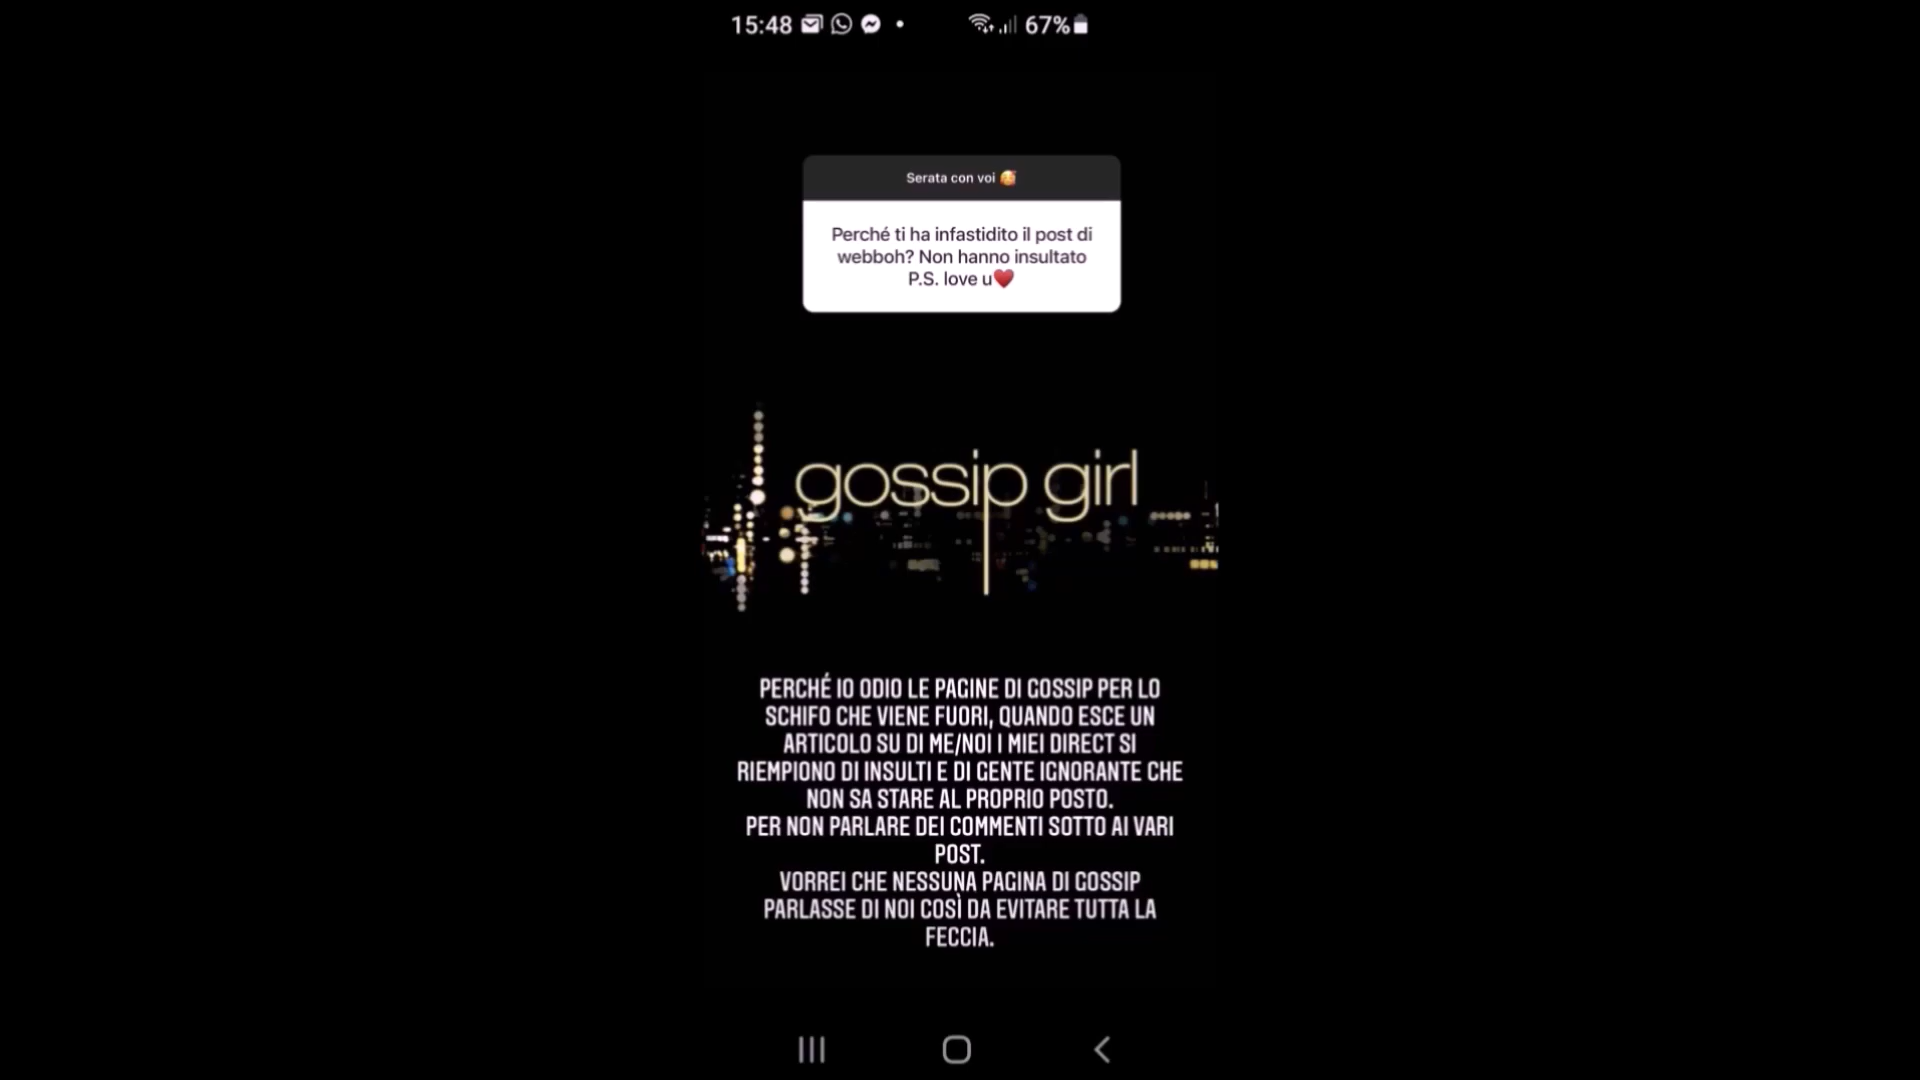 15:48 67%
Serata con voi 🥰
Perché ti ha infastidito il post di
webboh? Non hanno insultato
P.S. love u♥️
gossip girl
PERCHÉ IO ODIO LE PAGINE DI GOSSIP PER LO
SCHIFO CHE VIENE FUORI, QUANDO ESCE UN
ARTICOLO SU DI ME/NOI I MIEI DIRECT SI
RIEMPIONO DI INSULTI E DI GENTE IGNORANTE CHE
NON SA STARE AL PROPRIO POSTO.
PER NON PARLARE DEI COMMENTI SOTTO AI VARI
POST.
VORREI CHE NESSUNA PAGINA DI GOSSIP
PARLASSE DI NOI COSÌ DA EVITARE TUTTA LA
FECCIA.